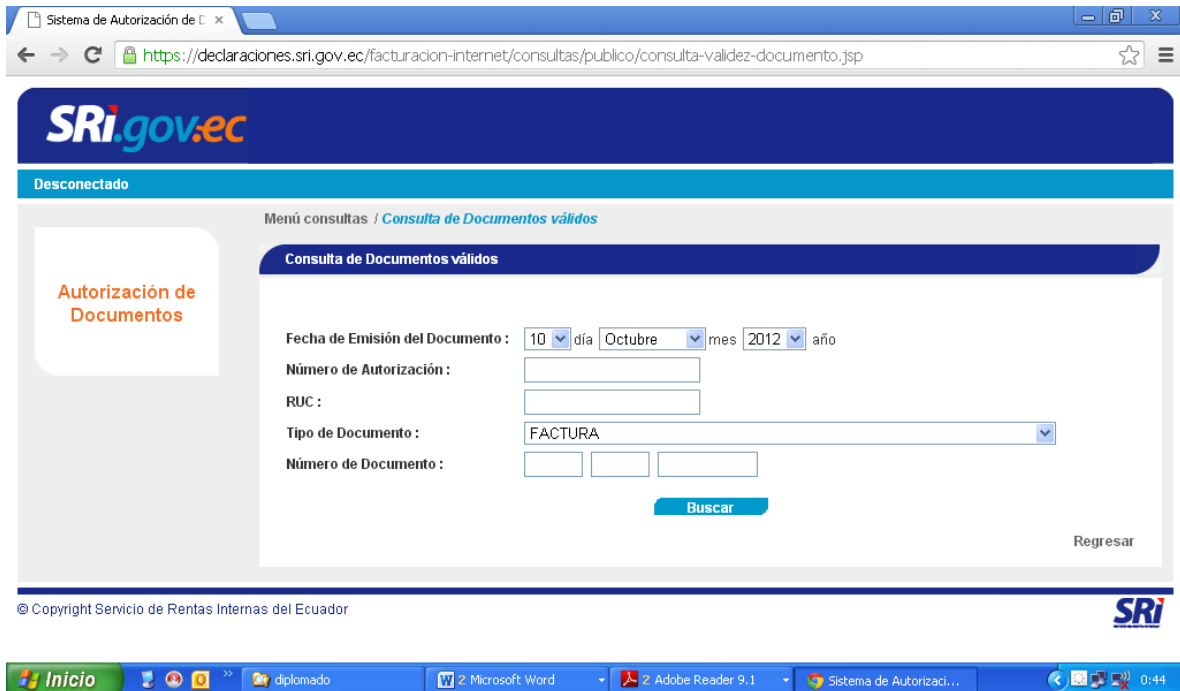 Sistema de Autorización de D
https://declaraciones.sri.gov.ec/facturacion-internet/consultas/publico/consulta-validez-documento.jsp
SRi.gov.ec
Desconectado
Menú consultas / Consulta de Documentos válidos
Consulta de Documentos válidos
Autorización de
Documentos
Fecha de Emisión del Documento : 10 día Octubre mes 2012 año
Número de Autorización :
RUC :
Tipo de Documento : FACTURA
Número de Documento :
Buscar
Regresar
© Copyright Servicio de Rentas Internas del Ecuador
SRi
Inicio diplomado 2 Microsoft Word 2 Adobe Reader 9.1 Sistema de Autorizaci... 0:44